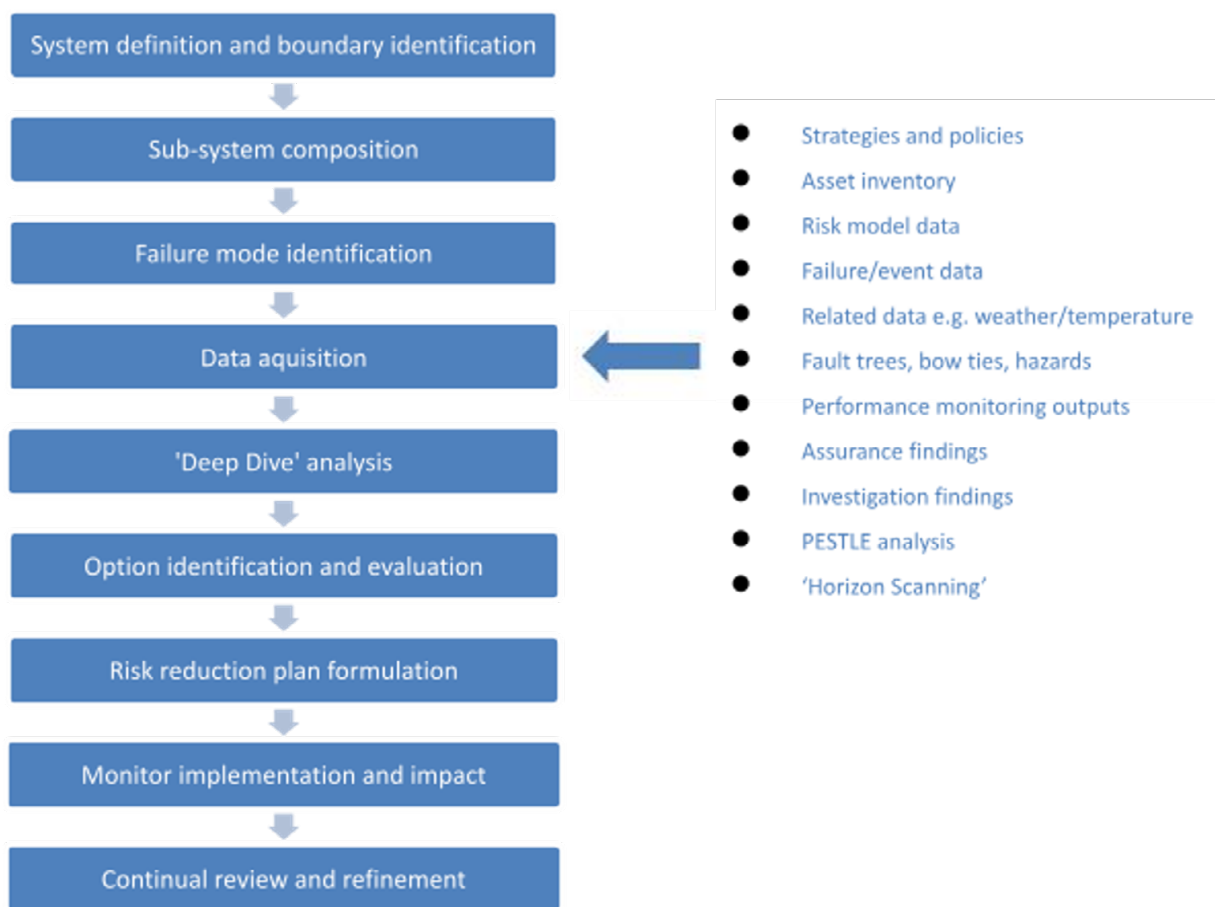 System definition and boundary identification
Sub-system composition
Failure mode identification
Data aquisition
'Deep Dive' analysis
Option identification and evaluation
Risk reduction plan formulation
Monitor implementation and impact
Continual review and refinement
Strategies and policies
Asset inventory
Risk model data
Failure/event data
Related data e.g. weather/temperature
Fault trees, bow ties, hazards
Performance monitoring outputs
Assurance findings
Investigation findings
PESTLE analysis
‘Horizon Scanning’